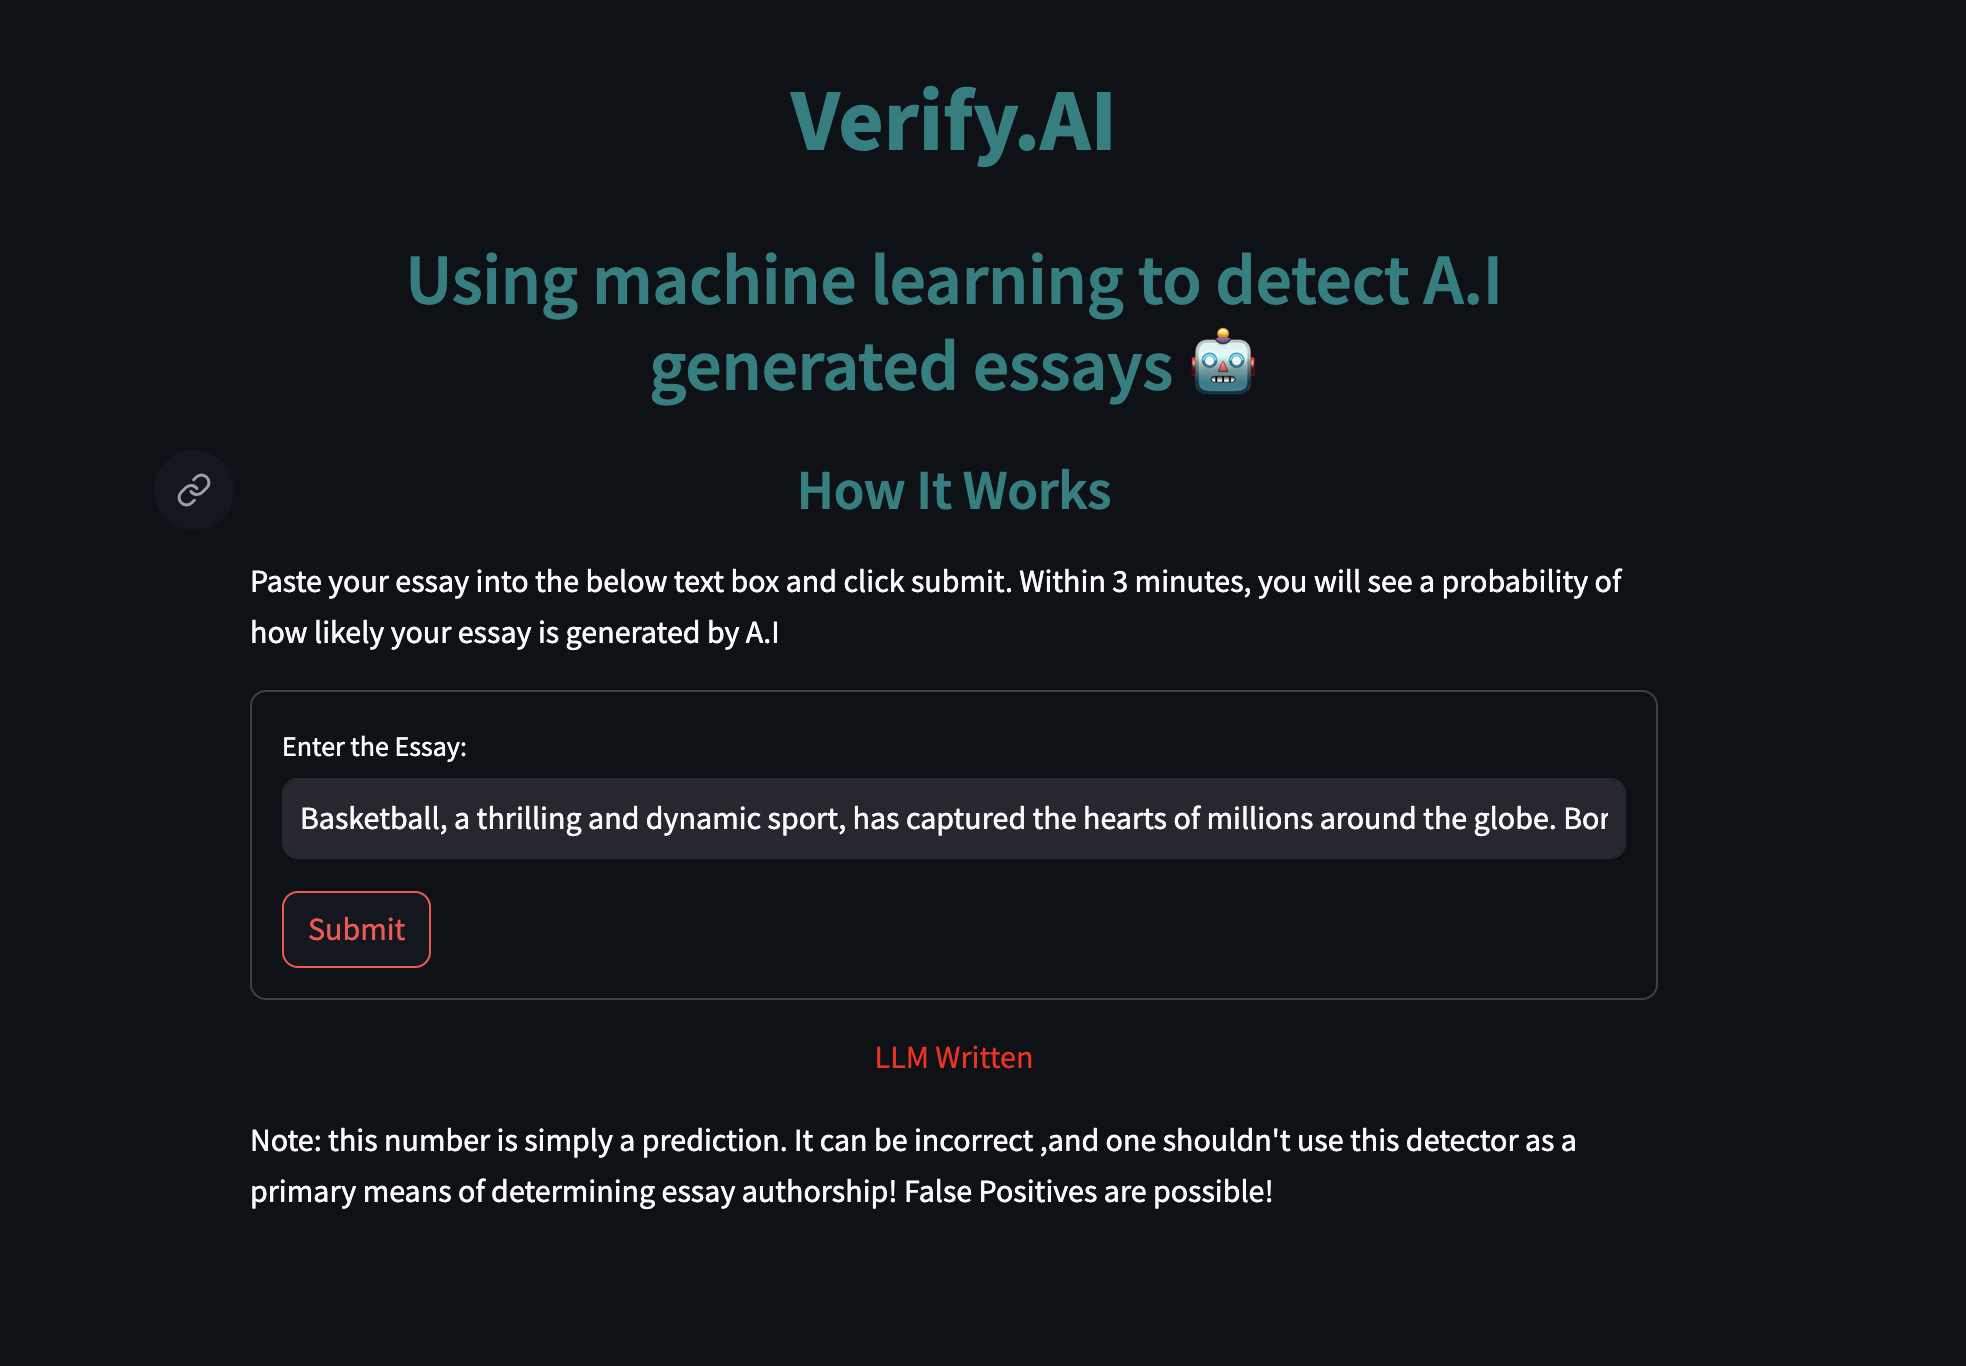 Verify.AI
Using machine learning to detect A.I
generated essays
How It Works
Paste your essay into the below text box and click submit. Within 3 minutes, you will see a probability of
how likely your essay is generated by A.I
Enter the Essay:
Basketball, a thrilling and dynamic sport, has captured the hearts of millions around the globe. Bor
Submit
LLM Written
Note: this number is simply a prediction. It can be incorrect ,and one shouldn't use this detector as a
primary means of determining essay authorship! False Positives are possible!